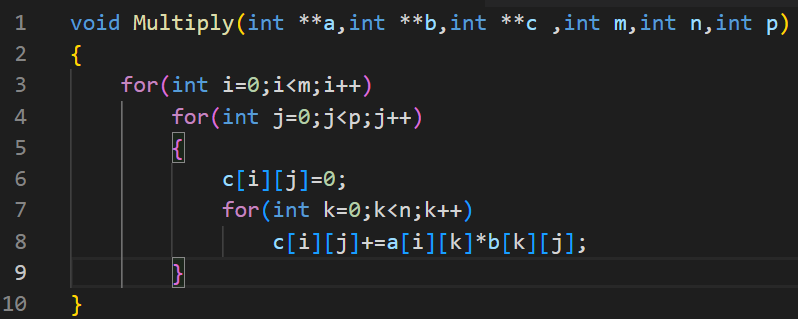 1 void Multiply(int **a,int **b,int **c ,int m,int n,int p)
2 {
3     for(int i=0;i<m;i++)
4         for(int j=0;j<p;j++)
5         {
6             c[i][j]=0;
7             for(int k=0;k<n;k++)
8                 c[i][j]+=a[i][k]*b[k][j];
9         }
10 }